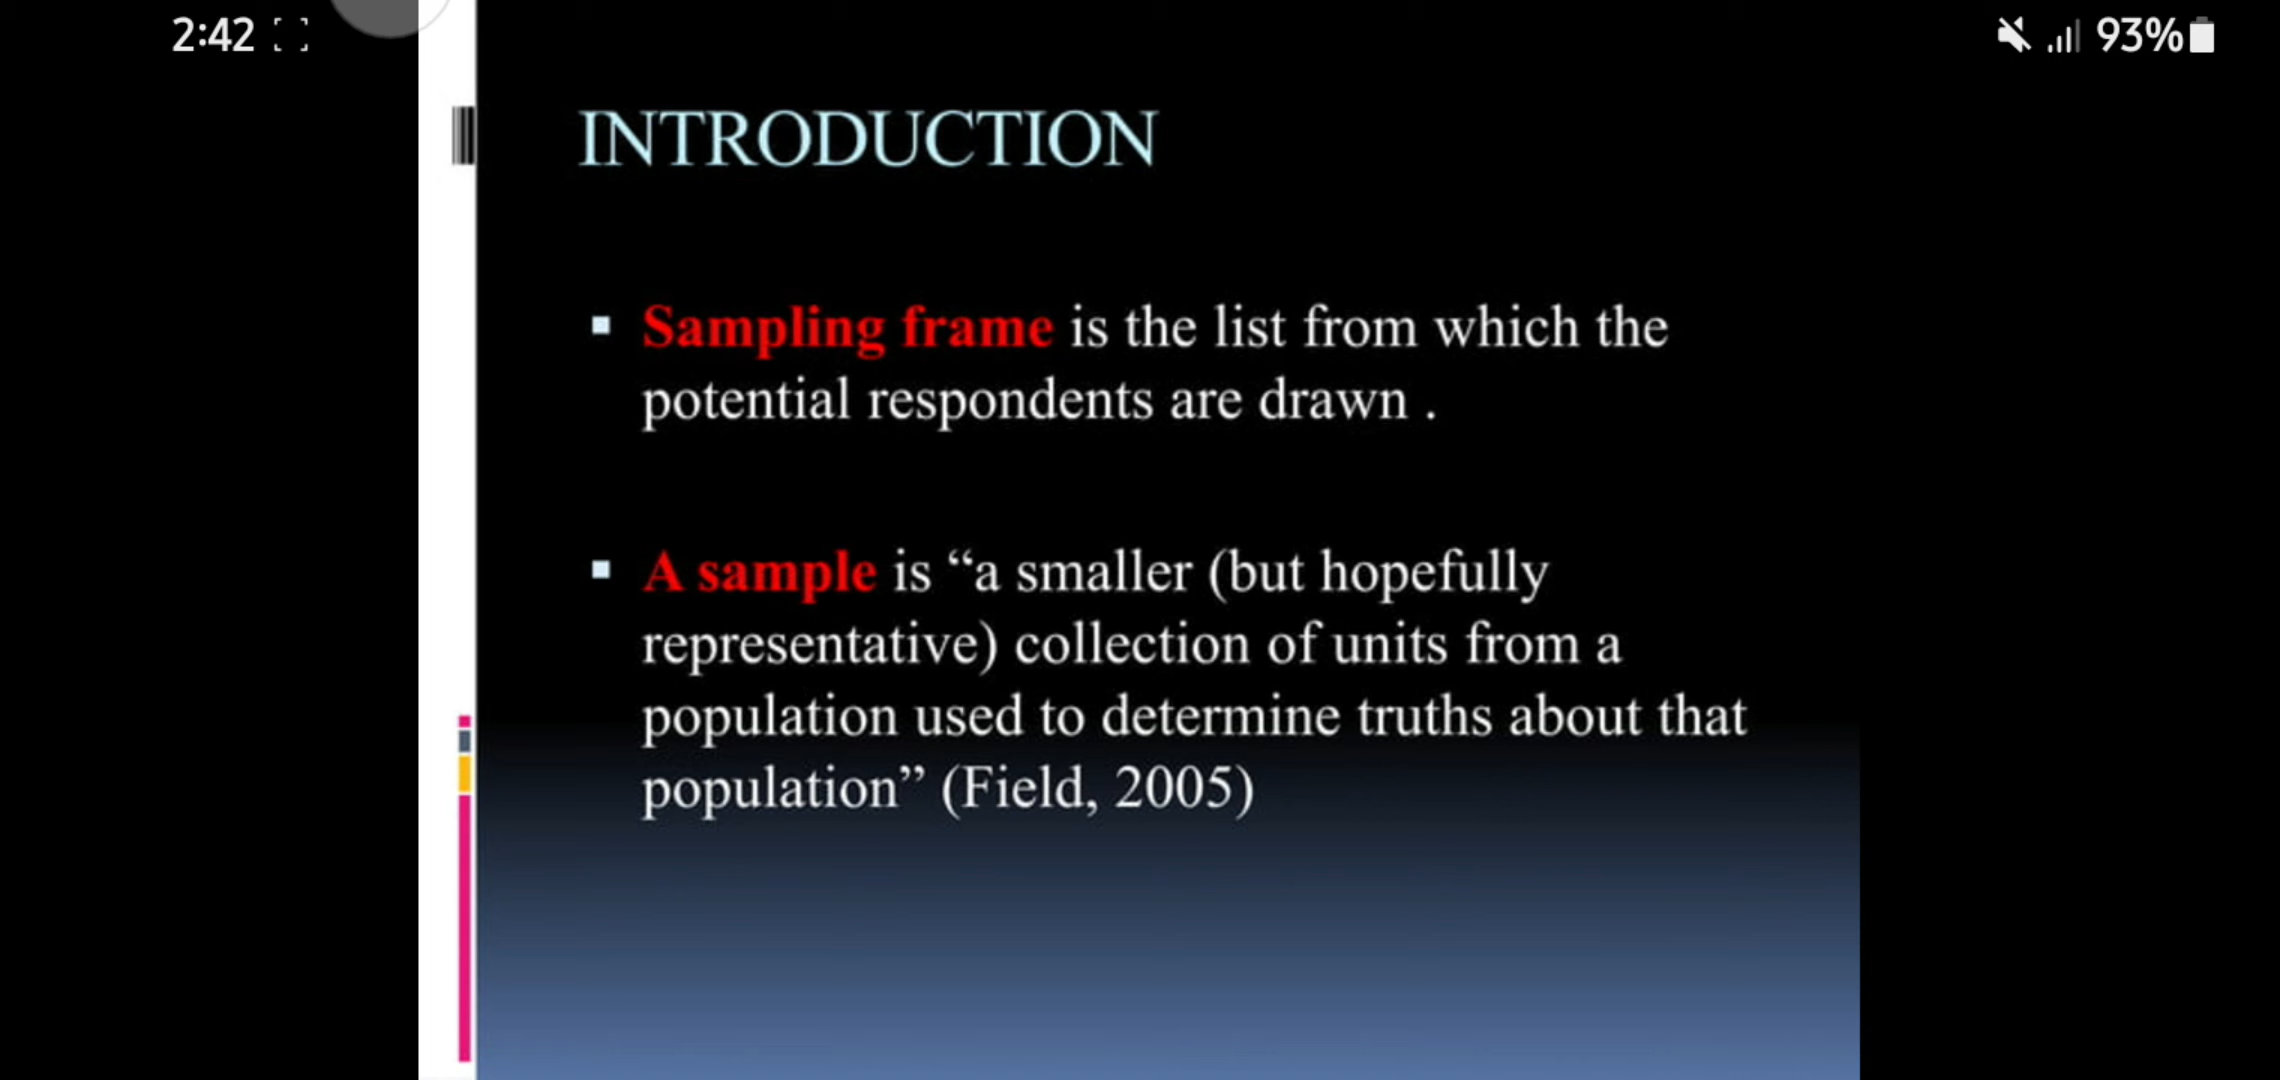 2:42
93%
INTRODUCTION
▪ Sampling frame is the list from which the
potential respondents are drawn .
▪ A sample is “a smaller (but hopefully
representative) collection of units from a
population used to determine truths about that
population” (Field, 2005)